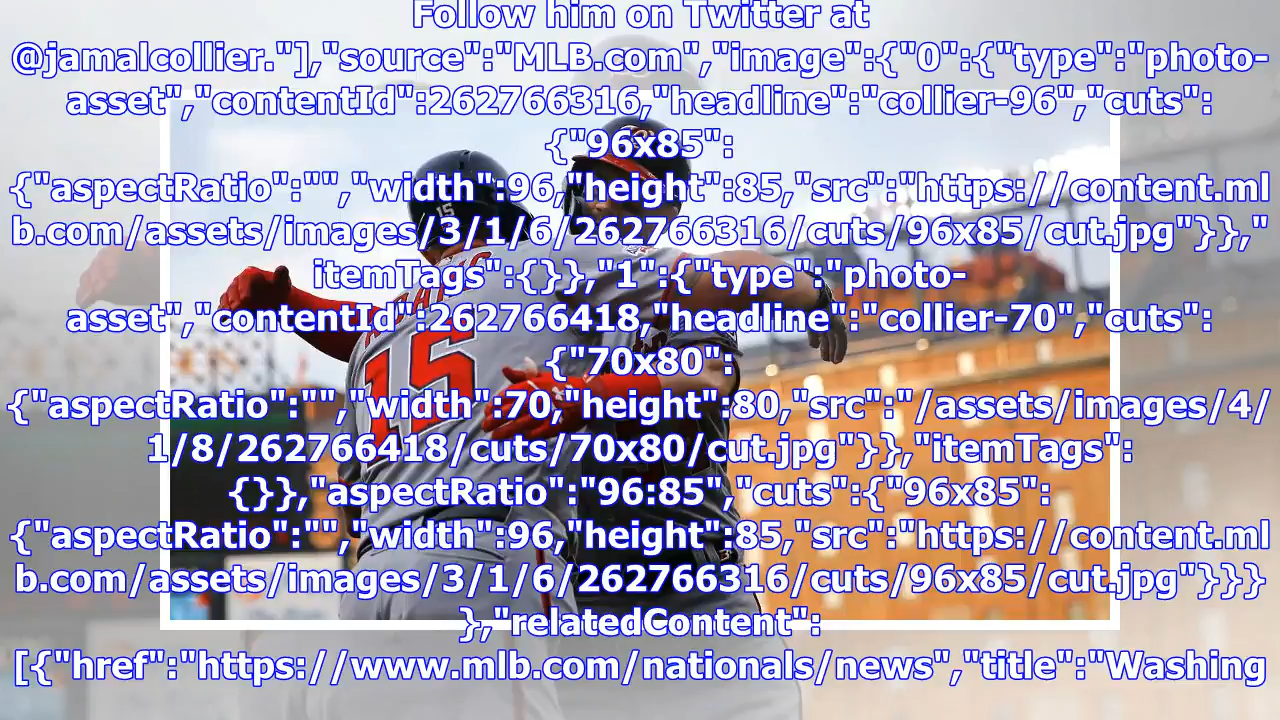 Follow him on Twitter at
@jamalcollier."],"source":"MLB.com","image":{"0":{"type":"photo-
asset","contentId":262766316,"headline":"collier-96","cuts":
{"96x85":
{"aspectRatio":"","width":96,"height":85,"src":"https://content.ml
b.com/assets/images/3/1/6/262766316/cuts/96x85/cut.jpg"}},"
itemTags":{}},"1":{"type":"photo-
asset","contentId":262766418,"headline":"collier-70","cuts":
{"70x80":
{"aspectRatio":"","width":70,"height":80,"src":"/assets/images/4/
1/8/262766418/cuts/70x80/cut.jpg"}},"itemTags":
{}},"aspectRatio":"96:85","cuts":{"96x85":
{"aspectRatio":"","width":96,"height":85,"src":"https://content.ml
b.com/assets/images/3/1/6/262766316/cuts/96x85/cut.jpg"}}}
},"relatedContent":
[{"href":"https://www.mlb.com/nationals/news","title":"Washing
15
15